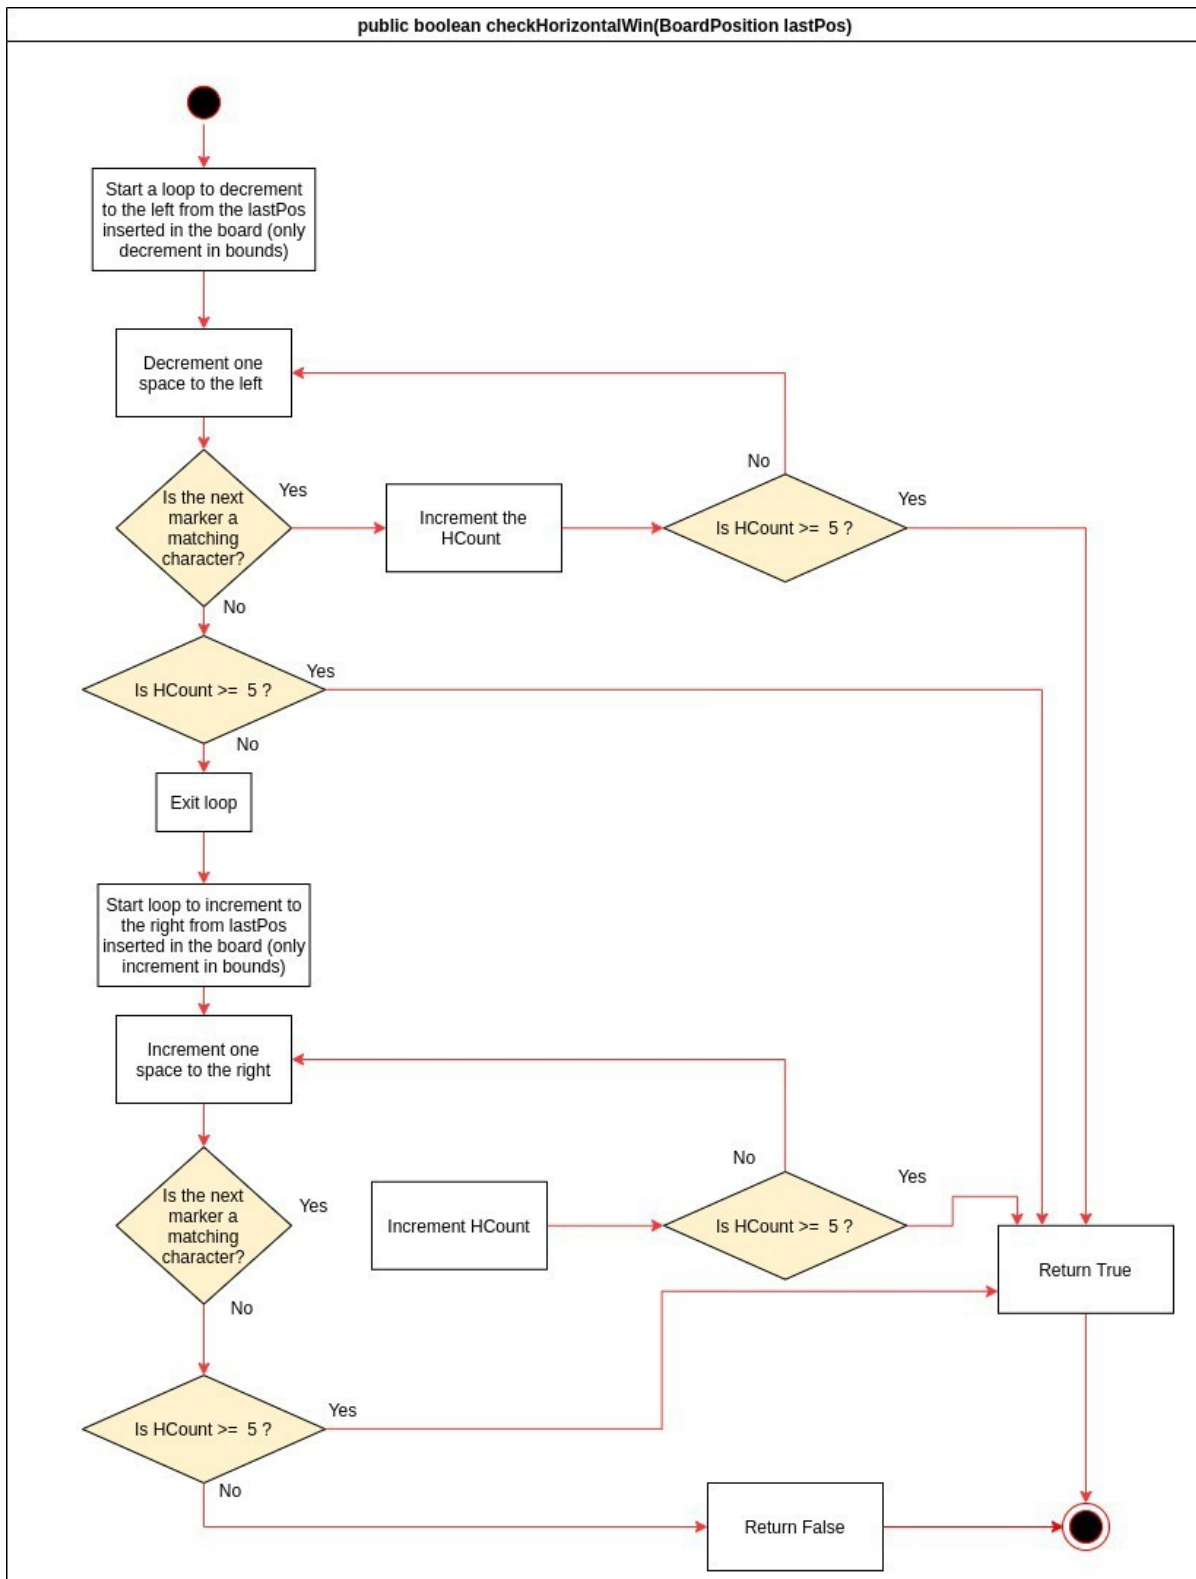 public boolean checkHorizontalWin(BoardPosition lastPos)
Start a loop to decrement
to the left from the lastPos
inserted in the board (only
decrement in bounds)
Decrement one
space to the left
Is the next
marker a
matching
character?
Yes
Increment the
HCount
Is HCount >=  5 ?
No
Yes
No
Is HCount >=  5 ?
Yes
No
Exit loop
Start loop to increment to
the right from lastPos
inserted in the board (only
increment in bounds)
Increment one
space to the right
Is the next
marker a
matching
character?
Yes
Increment HCount
Is HCount >=  5 ?
No
Yes
Return True
No
Is HCount >=  5 ?
Yes
No
Return False